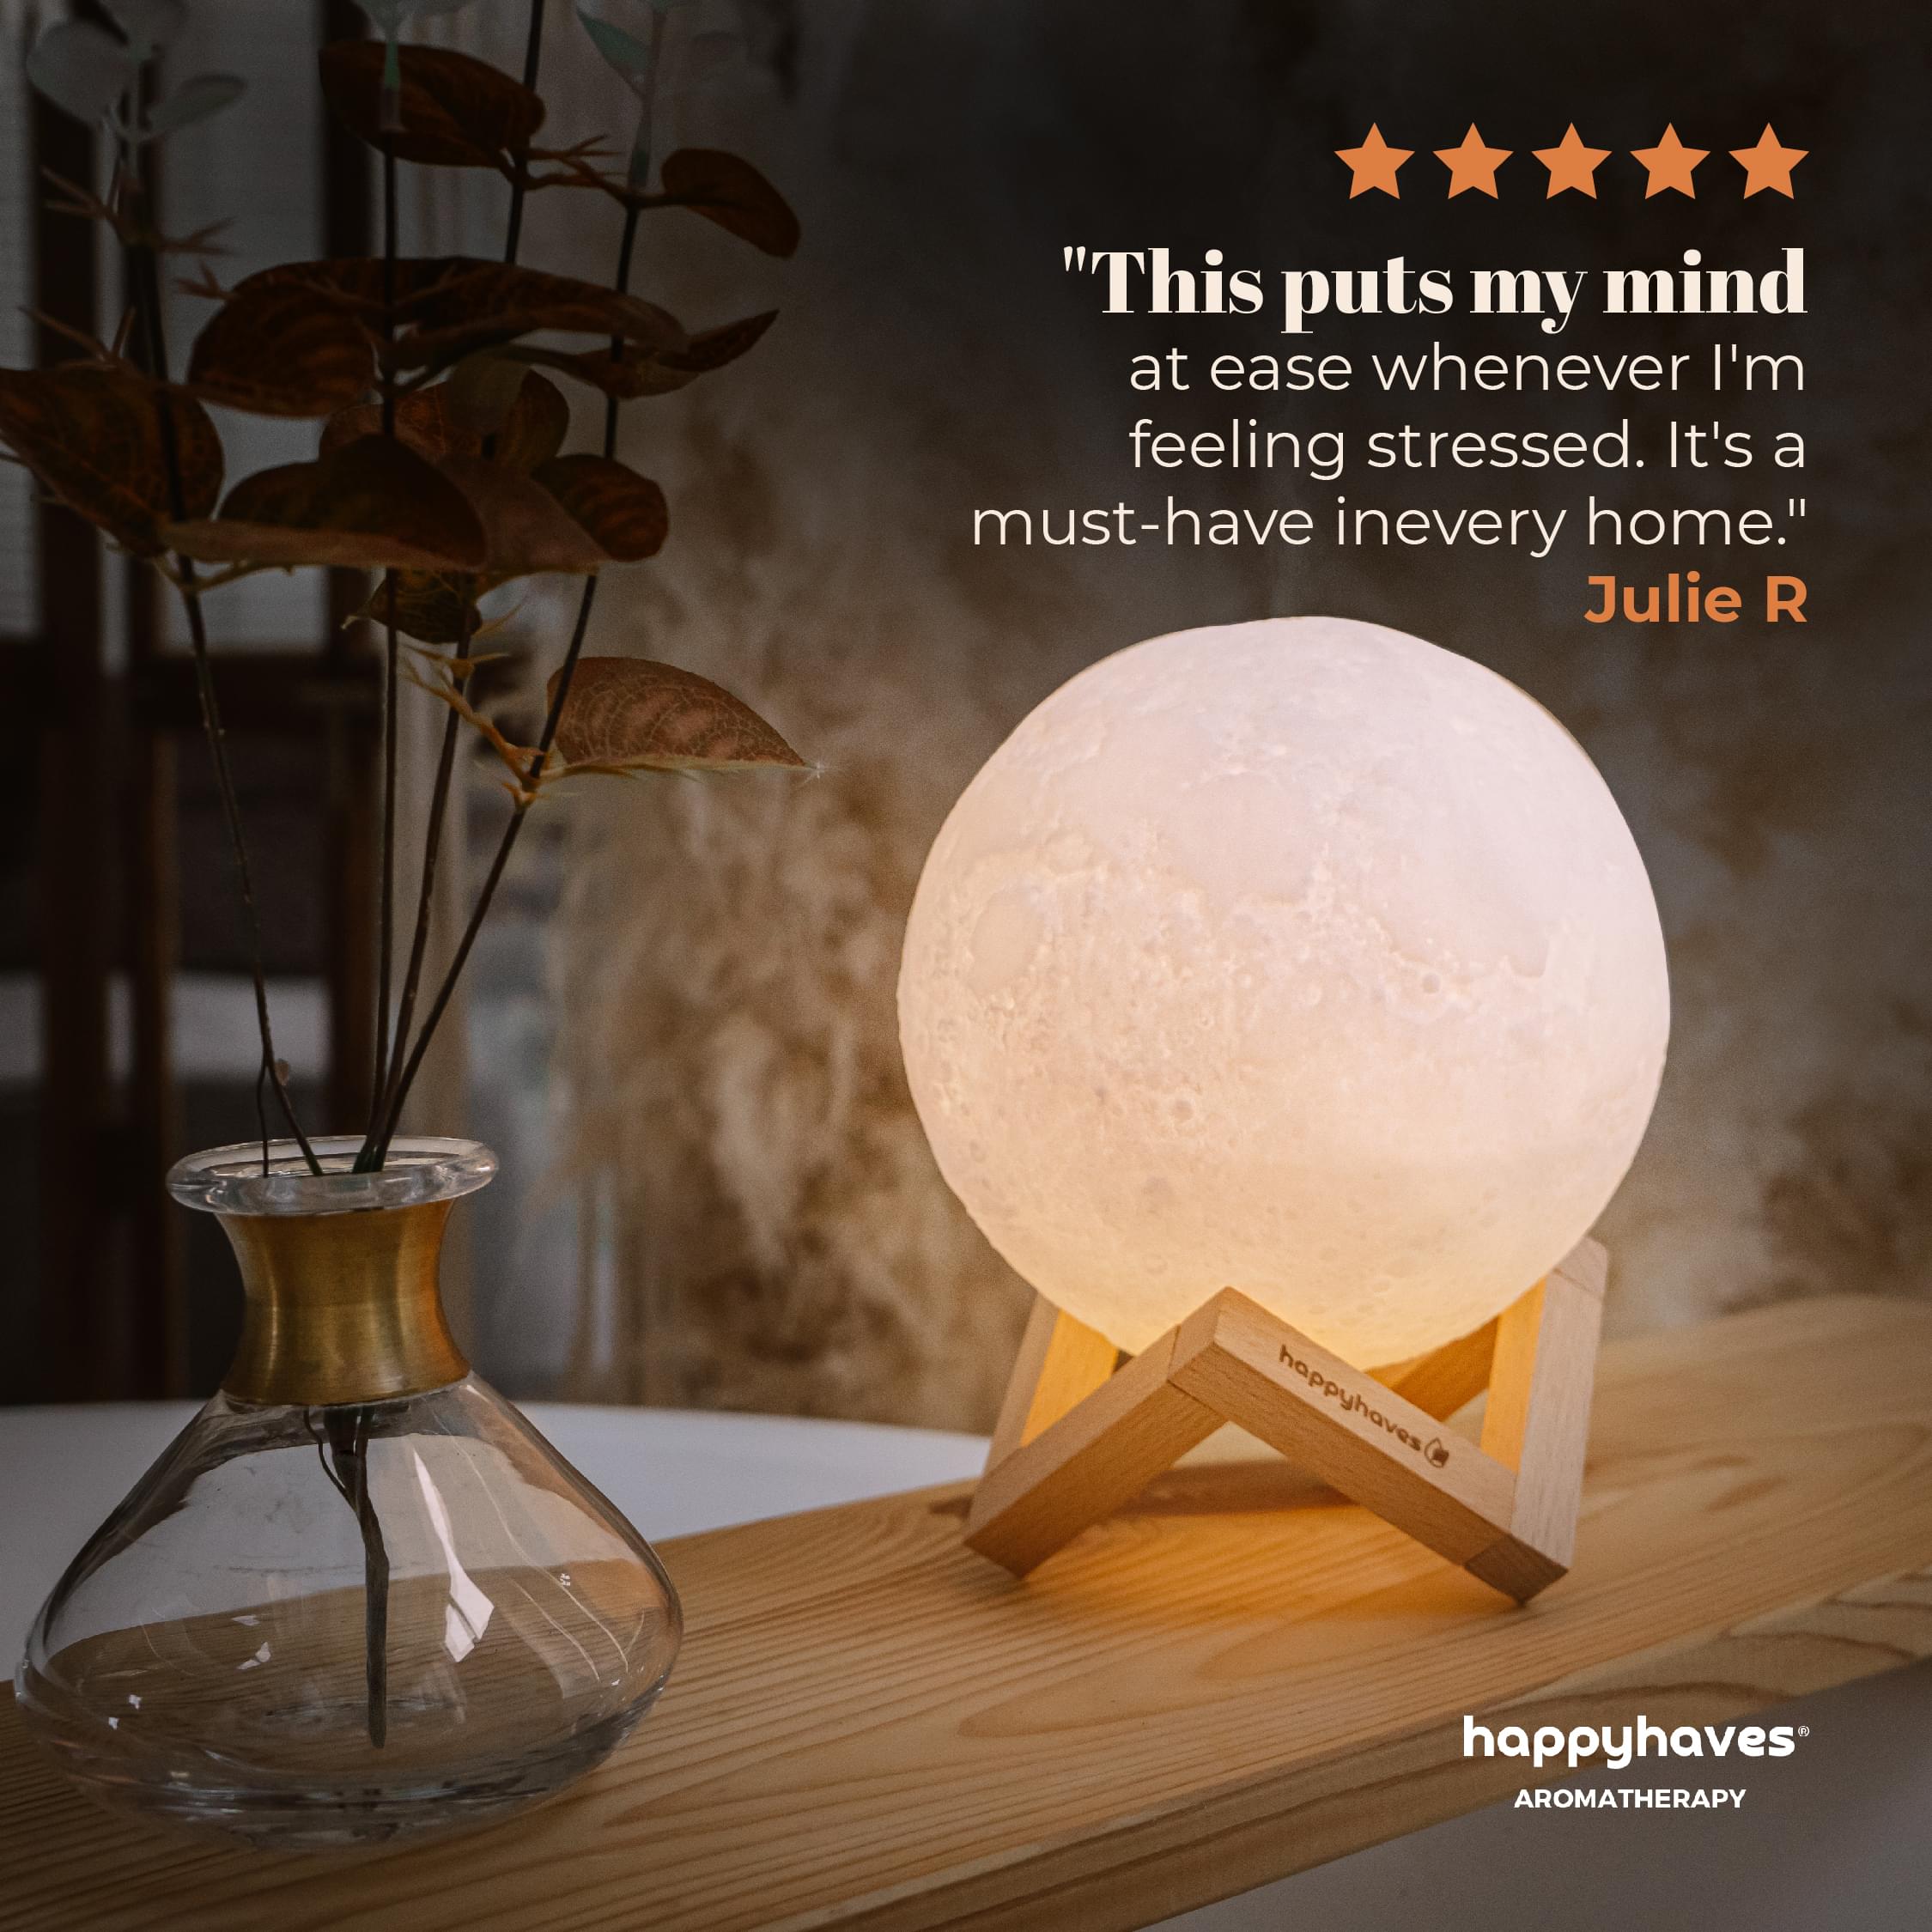 "This puts my mind
at ease whenever I'm
feeling stressed. It's a
must-have inevery home."
Julie R
happyhaves
happyhaves®
AROMATHERAPY